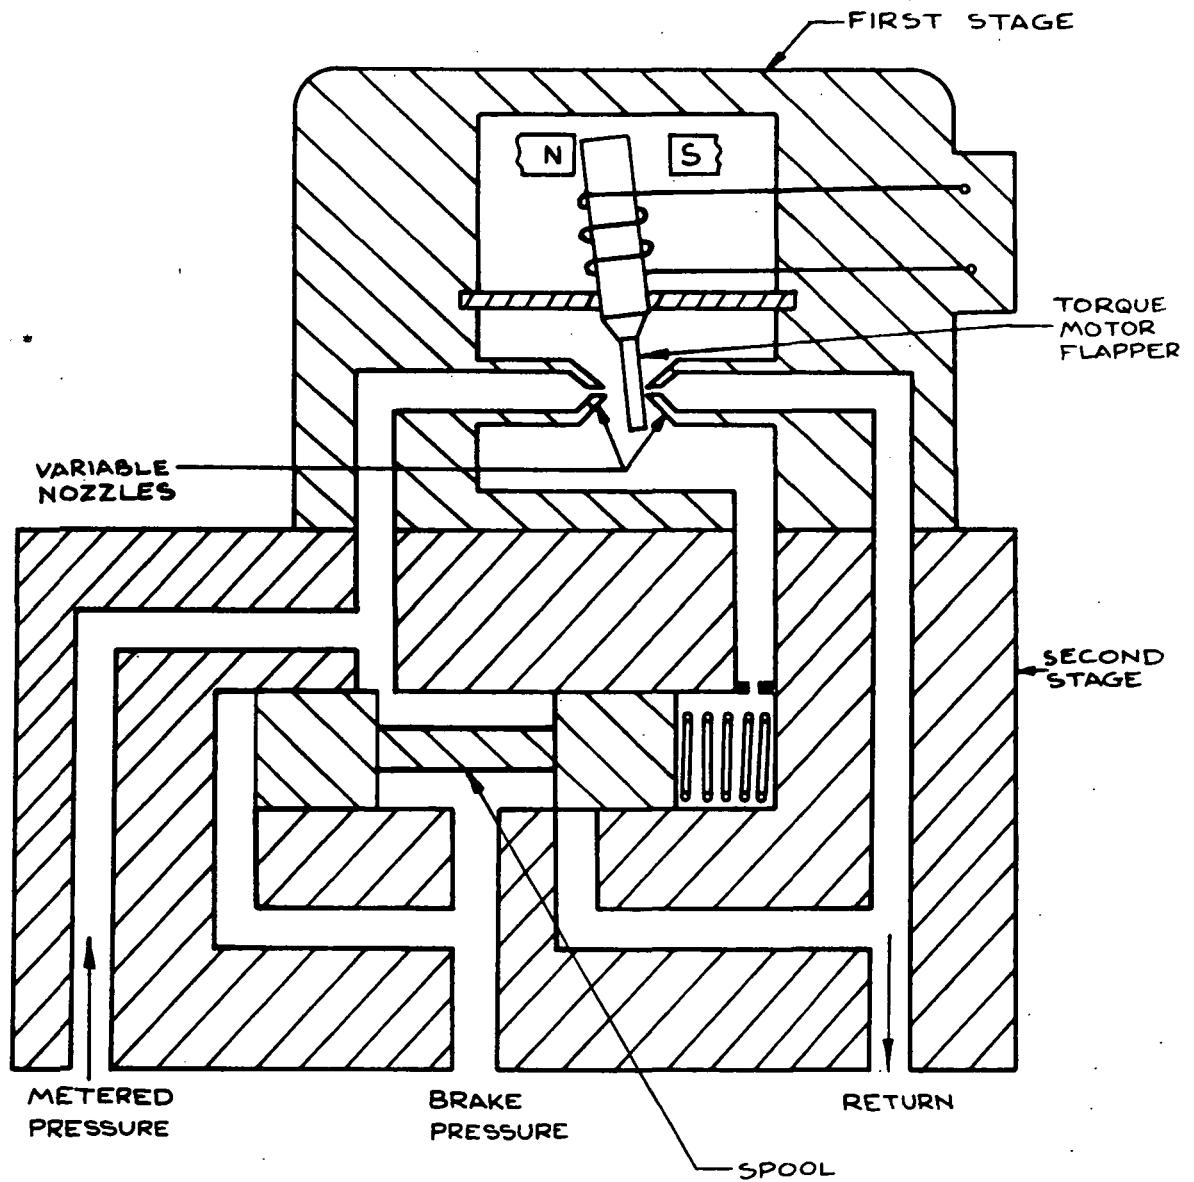 FIRST STAGE
N
S
TORQUE
MOTOR
FLAPPER
VARIABLE
NOZZLES
SECOND
STAGE
METERED
PRESSURE
BRAKE
PRESSURE
RETURN
SPOOL